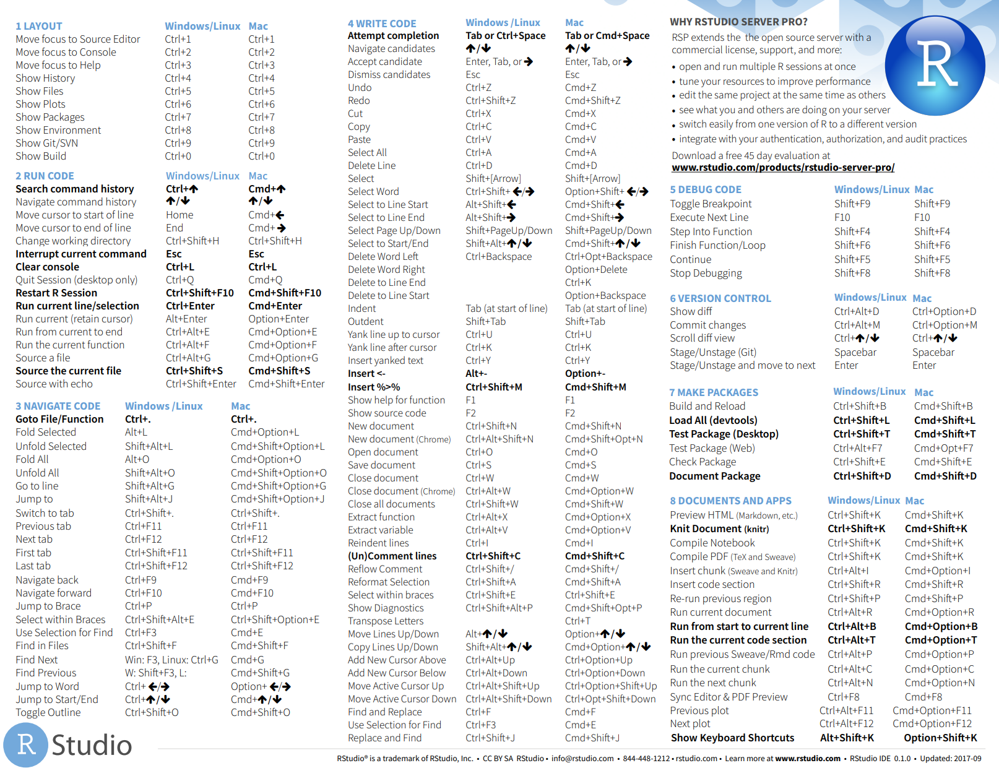 1 LAYOUT Windows/Linux Mac
Move focus to Source Editor Ctrl+1 Ctrl+1
Move focus to Console Ctrl+2 Ctrl+2
Move focus to Help Ctrl+3 Ctrl+3
Show History Ctrl+4 Ctrl+4
Show Files Ctrl+5 Ctrl+5
Show Plots Ctrl+6 Ctrl+6
Show Packages Ctrl+7 Ctrl+7
Show Environment Ctrl+8 Ctrl+8
Show Git/SVN Ctrl+9 Ctrl+9
Show Build Ctrl+0 Ctrl+0
2 RUN CODE Windows/Linux Mac
Search command history Ctrl+↑ Cmd+↑
Navigate command history ↑/↓ ↑/↓
Move cursor to start of line Home Cmd+←
Move cursor to end of line End Cmd+→
Change working directory Ctrl+Shift+H Ctrl+Shift+H
Interrupt current command Esc Esc
Clear console Ctrl+L Ctrl+L
Quit Session (desktop only) Ctrl+Q Cmd+Q
Restart R Session Ctrl+Shift+F10 Cmd+Shift+F10
Run current line/selection Ctrl+Enter Cmd+Enter
Run current (retain cursor) Alt+Enter Option+Enter
Run from current to end Ctrl+Alt+E Cmd+Option+E
Run the current function Ctrl+Alt+F Cmd+Option+F
Source a file Ctrl+Alt+G Cmd+Option+G
Source the current file Ctrl+Shift+S Cmd+Shift+S
Source with echo Ctrl+Shift+Enter Cmd+Shift+Enter
3 NAVIGATE CODE Windows /Linux Mac
Goto File/Function Ctrl+. Ctrl+.
Fold Selected Alt+L Cmd+Option+L
Unfold Selected Shift+Alt+L Cmd+Shift+Option+L
Fold All Alt+O Cmd+Option+O
Unfold All Shift+Alt+O Cmd+Shift+Option+O
Go to line Shift+Alt+G Cmd+Shift+Option+G
Jump to Shift+Alt+J Cmd+Shift+Option+J
Switch to tab Ctrl+Shift+. Ctrl+Shift+.
Previous tab Ctrl+F11 Ctrl+F11
Next tab Ctrl+F12 Ctrl+F12
First tab Ctrl+Shift+F11 Ctrl+Shift+F11
Last tab Ctrl+Shift+F12 Ctrl+Shift+F12
Navigate back Ctrl+F9 Cmd+F9
Navigate forward Ctrl+F10 Cmd+F10
Jump to Brace Ctrl+P Ctrl+P
Select within Braces Ctrl+Shift+Alt+E Ctrl+Shift+Option+E
Use Selection for Find Ctrl+F3 Cmd+E
Find in Files Ctrl+Shift+F Cmd+Shift+F
Find Next Win: F3, Linux: Ctrl+G Cmd+G
Find Previous W: Shift+F3, L: Cmd+Shift+G
Jump to Word Ctrl+ ←/→ Option+ ←/→
Jump to Start/End Ctrl+↑/↓ Cmd+↑/↓
Toggle Outline Ctrl+Shift+O Cmd+Shift+O
R Studio
4 WRITE CODE Windows /Linux Mac
Attempt completion Tab or Ctrl+Space Tab or Cmd+Space
Navigate candidates ↑/↓ ↑/↓
Accept candidate Enter, Tab, or → Enter, Tab, or →
Dismiss candidates Esc Esc
Undo Ctrl+Z Cmd+Z
Redo Ctrl+Shift+Z Cmd+Shift+Z
Cut Ctrl+X Cmd+X
Copy Ctrl+C Cmd+C
Paste Ctrl+V Cmd+V
Select All Ctrl+A Cmd+A
Delete Line Ctrl+D Cmd+D
Select Shift+[Arrow] Shift+[Arrow]
Select Word Ctrl+Shift+ ←/→ Option+Shift+ ←/→
Select to Line Start Alt+Shift+← Cmd+Shift+←
Select to Line End Alt+Shift+→ Cmd+Shift+→
Select Page Up/Down Shift+PageUp/Down Shift+PageUp/Down
Select to Start/End Shift+Alt+↑/↓ Cmd+Shift+↑/↓
Delete Word Left Ctrl+Backspace Ctrl+Opt+Backspace
Delete Word Right Option+Delete
Delete to Line End Ctrl+K
Delete to Line Start Option+Backspace
Indent Tab (at start of line) Tab (at start of line)
Outdent Shift+Tab Shift+Tab
Yank line up to cursor Ctrl+U Ctrl+U
Yank line after cursor Ctrl+K Ctrl+K
Insert yanked text Ctrl+Y Ctrl+Y
Insert <- Alt+- Option+-
Insert %>% Ctrl+Shift+M Cmd+Shift+M
Show help for function F1 F1
Show source code F2 F2
New document Ctrl+Shift+N Cmd+Shift+N
New document (Chrome) Ctrl+Alt+Shift+N Cmd+Shift+Opt+N
Open document Ctrl+O Cmd+O
Save document Ctrl+S Cmd+S
Close document Ctrl+W Cmd+W
Close document (Chrome) Ctrl+Alt+W Cmd+Option+W
Close all documents Ctrl+Shift+W Cmd+Shift+W
Extract function Ctrl+Alt+X Cmd+Option+X
Extract variable Ctrl+Alt+V Cmd+Option+V
Reindent lines Ctrl+I Cmd+I
(Un)Comment lines Ctrl+Shift+C Cmd+Shift+C
Reflow Comment Ctrl+Shift+/ Cmd+Shift+/
Reformat Selection Ctrl+Shift+A Cmd+Shift+A
Select within braces Ctrl+Shift+E Ctrl+Shift+E
Show Diagnostics Ctrl+Shift+Alt+P Cmd+Shift+Opt+P
Transpose Letters Ctrl+T
Move Lines Up/Down Alt+↑/↓ Option+↑/↓
Copy Lines Up/Down Shift+Alt+↑/↓ Cmd+Option+↑/↓
Add New Cursor Above Ctrl+Alt+Up Ctrl+Option+Up
Add New Cursor Below Ctrl+Alt+Down Ctrl+Option+Down
Move Active Cursor Up Ctrl+Alt+Shift+Up Ctrl+Option+Shift+Up
Move Active Cursor Down Ctrl+Alt+Shift+Down Ctrl+Opt+Shift+Down
Find and Replace Ctrl+F Cmd+F
Use Selection for Find Ctrl+F3 Cmd+E
Replace and Find Ctrl+Shift+J Cmd+Shift+J
WHY RSTUDIO SERVER PRO?
RSP extends the the open source server with a
commercial license, support, and more:
• open and run multiple R sessions at once
• tune your resources to improve performance
• edit the same project at the same time as others
• see what you and others are doing on your server
• switch easily from one version of R to a different version
• integrate with your authentication, authorization, and audit practices
Download a free 45 day evaluation at
www.rstudio.com/products/rstudio-server-pro/
R
5 DEBUG CODE Windows/Linux Mac
Toggle Breakpoint Shift+F9 Shift+F9
Execute Next Line F10 F10
Step Into Function Shift+F4 Shift+F4
Finish Function/Loop Shift+F6 Shift+F6
Continue Shift+F5 Shift+F5
Stop Debugging Shift+F8 Shift+F8
6 VERSION CONTROL Windows/Linux Mac
Show diff Ctrl+Alt+D Ctrl+Option+D
Commit changes Ctrl+Alt+M Ctrl+Option+M
Scroll diff view Ctrl+↑/↓ Ctrl+↑/↓
Stage/Unstage (Git) Spacebar Spacebar
Stage/Unstage and move to next Enter Enter
7 MAKE PACKAGES Windows/Linux Mac
Build and Reload Ctrl+Shift+B Cmd+Shift+B
Load All (devtools) Ctrl+Shift+L Cmd+Shift+L
Test Package (Desktop) Ctrl+Shift+T Cmd+Shift+T
Test Package (Web) Ctrl+Alt+F7 Cmd+Opt+F7
Check Package Ctrl+Shift+E Cmd+Shift+E
Document Package Ctrl+Shift+D Cmd+Shift+D
8 DOCUMENTS AND APPS Windows/Linux Mac
Preview HTML (Markdown, etc.) Ctrl+Shift+K Cmd+Shift+K
Knit Document (knitr) Ctrl+Shift+K Cmd+Shift+K
Compile Notebook Ctrl+Shift+K Cmd+Shift+K
Compile PDF (TeX and Sweave) Ctrl+Shift+K Cmd+Shift+K
Insert chunk (Sweave and Knitr) Ctrl+Alt+I Cmd+Option+I
Insert code section Ctrl+Shift+R Cmd+Shift+R
Re-run previous region Ctrl+Shift+P Cmd+Shift+P
Run current document Ctrl+Alt+R Cmd+Option+R
Run from start to current line Ctrl+Alt+B Cmd+Option+B
Run the current code section Ctrl+Alt+T Cmd+Option+T
Run previous Sweave/Rmd code Ctrl+Alt+P Cmd+Option+P
Run the current chunk Ctrl+Alt+C Cmd+Option+C
Run the next chunk Ctrl+Alt+N Cmd+Option+N
Sync Editor & PDF Preview Ctrl+F8 Cmd+F8
Previous plot Ctrl+Alt+F11 Cmd+Option+F11
Next plot Ctrl+Alt+F12 Cmd+Option+F12
Show Keyboard Shortcuts Alt+Shift+K Option+Shift+K
RStudio® is a trademark of RStudio, Inc. • CC BY SA RStudio • info@rstudio.com • 844-448-1212 • rstudio.com • Learn more at www.rstudio.com • RStudio IDE 0.1.0 • Updated: 2017-09